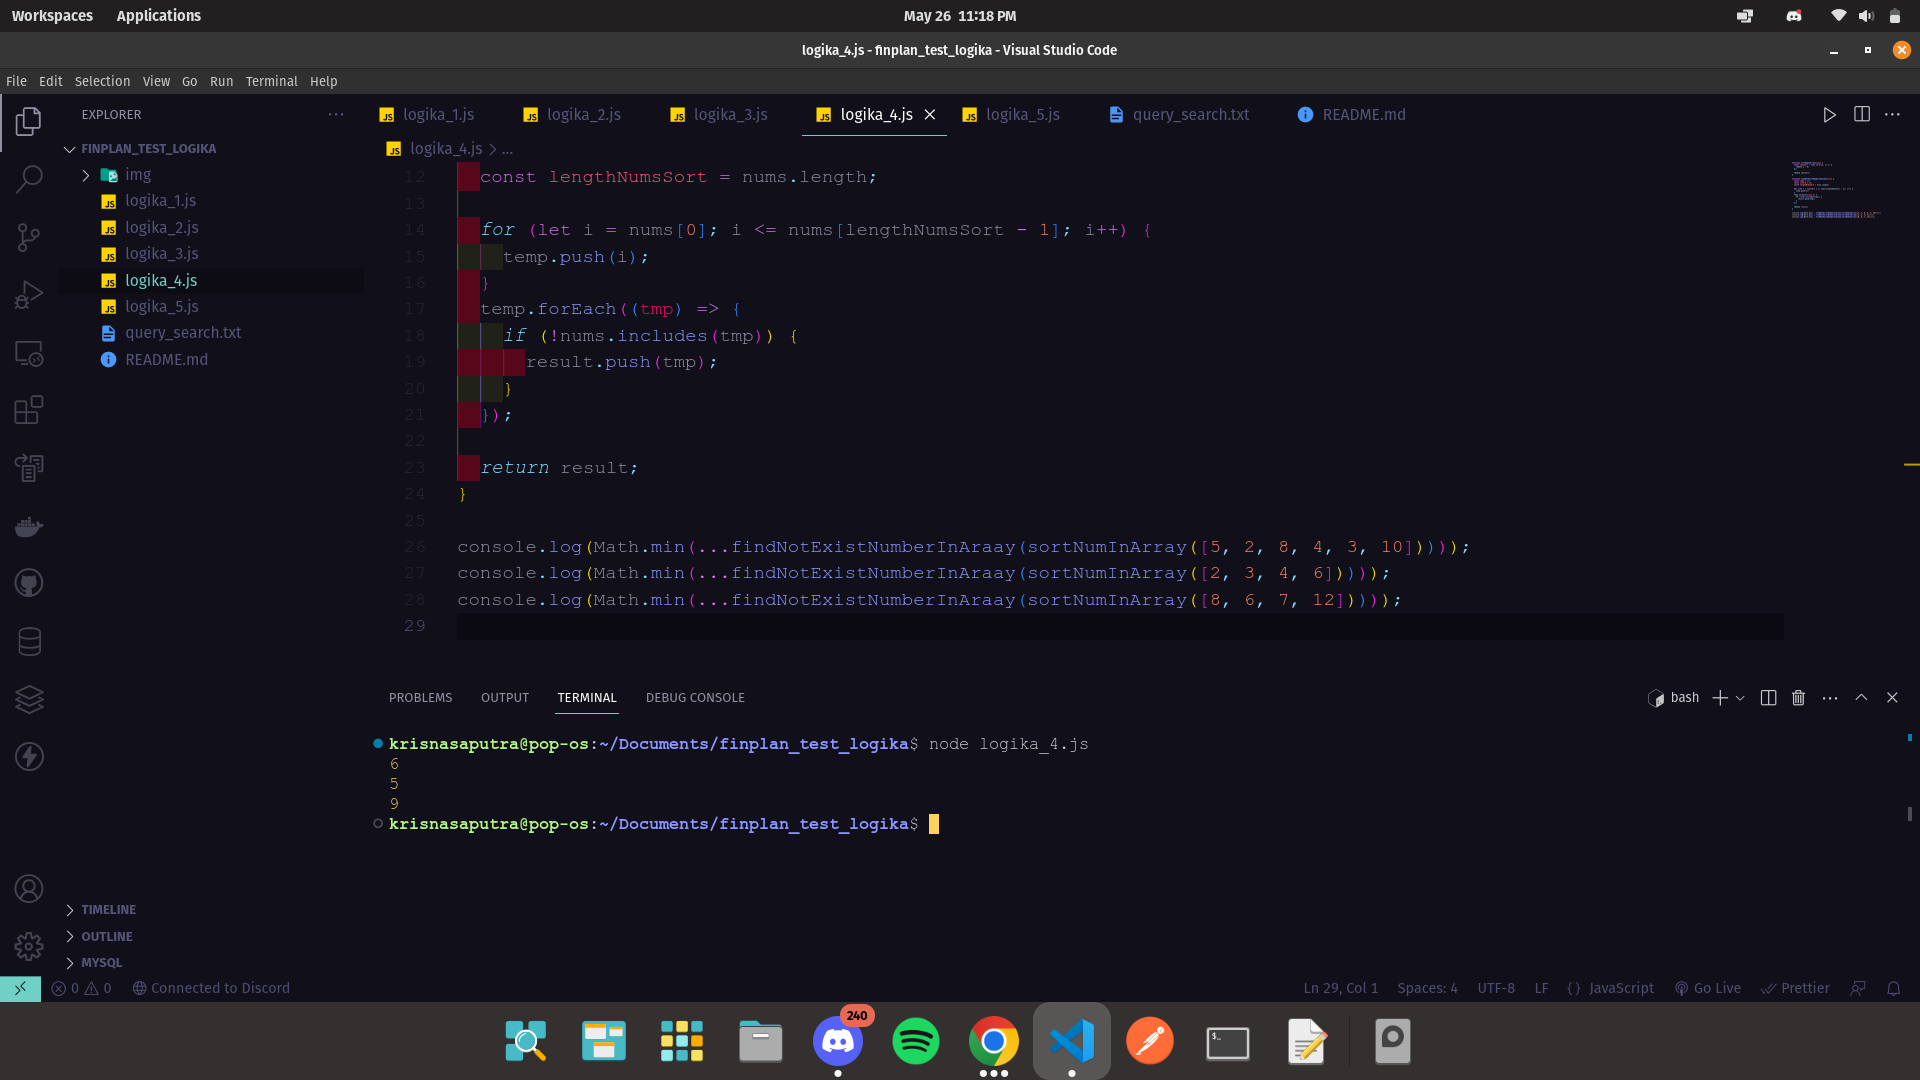 Workspaces Applications May 26 11:18 PM
logika_4.js - finplan_test_logika - Visual Studio Code
File Edit Selection View Go Run Terminal Help
EXPLORER
FINPLAN_TEST_LOGIKA
img
logika_1.js
logika_2.js
logika_3.js
logika_4.js
logika_5.js
query_search.txt
README.md
TIMELINE
OUTLINE
MYSQL
logika_1.js logika_2.js logika_3.js logika_4.js logika_5.js query_search.txt README.md
logika_4.js > ...
12 const lengthNumsSort = nums.length;
13
14 for (let i = nums[0]; i <= nums[lengthNumsSort - 1]; i++) {
15 temp.push(i);
16 }
17 temp.forEach((tmp) => {
18 if (!nums.includes(tmp)) {
19 result.push(tmp);
20 }
21 });
22
23 return result;
24 }
25
26 console.log(Math.min(...findNotExistNumberInAraay(sortNumInArray([5, 2, 8, 4, 3, 10]))));
27 console.log(Math.min(...findNotExistNumberInAraay(sortNumInArray([2, 3, 4, 6]))));
28 console.log(Math.min(...findNotExistNumberInAraay(sortNumInArray([8, 6, 7, 12]))));
29
PROBLEMS OUTPUT TERMINAL DEBUG CONSOLE bash
krisnasaputra@pop-os:~/Documents/finplan_test_logika$ node logika_4.js
6
5
9
krisnasaputra@pop-os:~/Documents/finplan_test_logika$
0 0 Connected to Discord Ln 29, Col 1 Spaces: 4 UTF-8 LF {} JavaScript Go Live Prettier
240